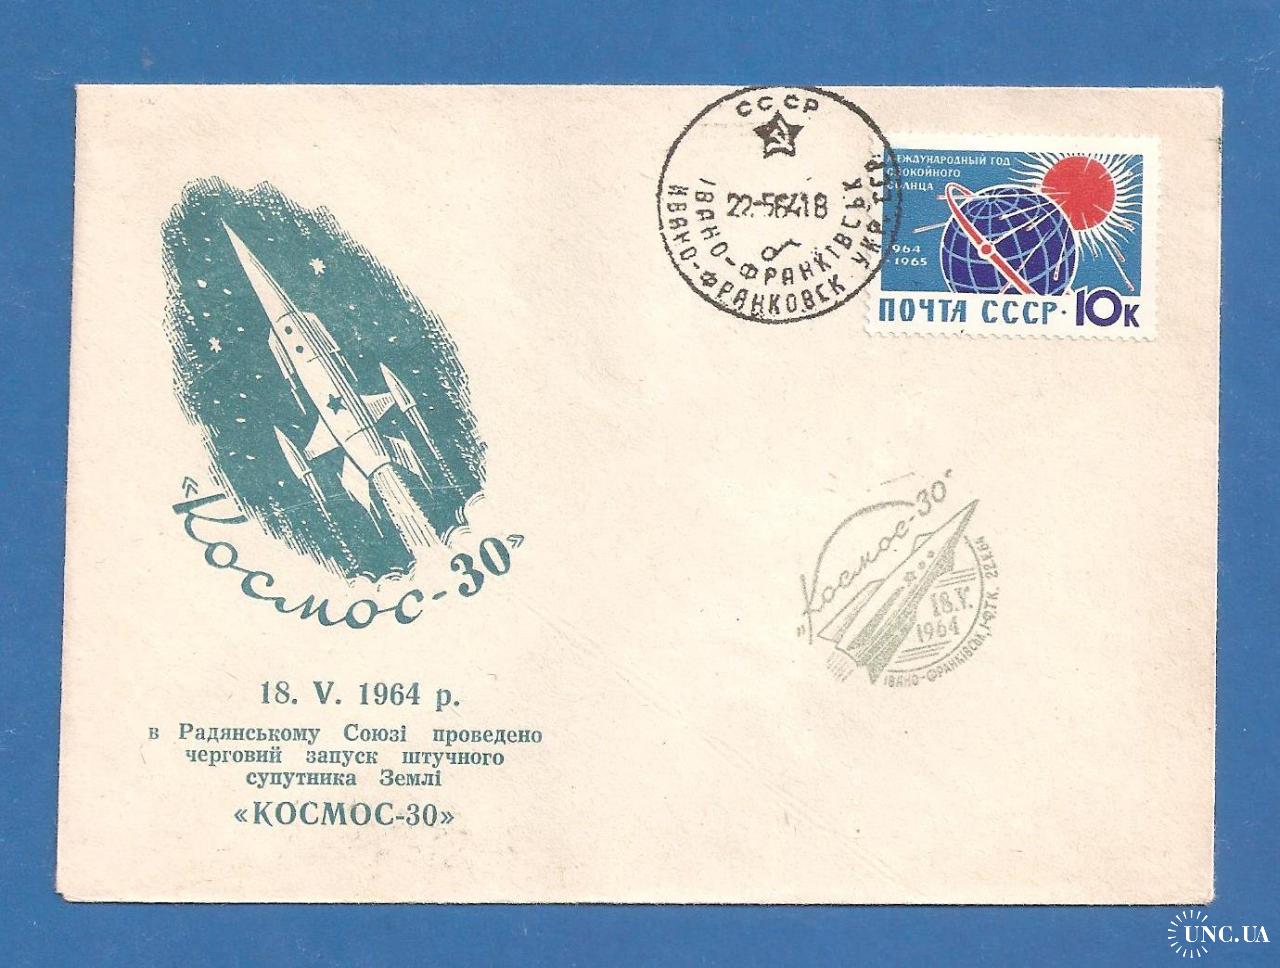 СССР
22-5 64 18
ІВАНО-ФРАНКІВСЬК
ИВАНО-ФРАНКОВСК УКР. ССР
МЕЖДУНАРОДНЫЙ ГОД
СПОКОЙНОГО
СОЛНЦА
1964
-1965
ПОЧТА СССР · 10К
«Космос-30»
18. V. 1964 р.
в Радянському Союзі проведено
черговий запуск штучного
супутника Землі
«КОСМОС-30»
"Космос-30"
18.V.
1964
ІВАНО-ФРАНКІВСЬК, І-Ф.ТК.
UNC.UA